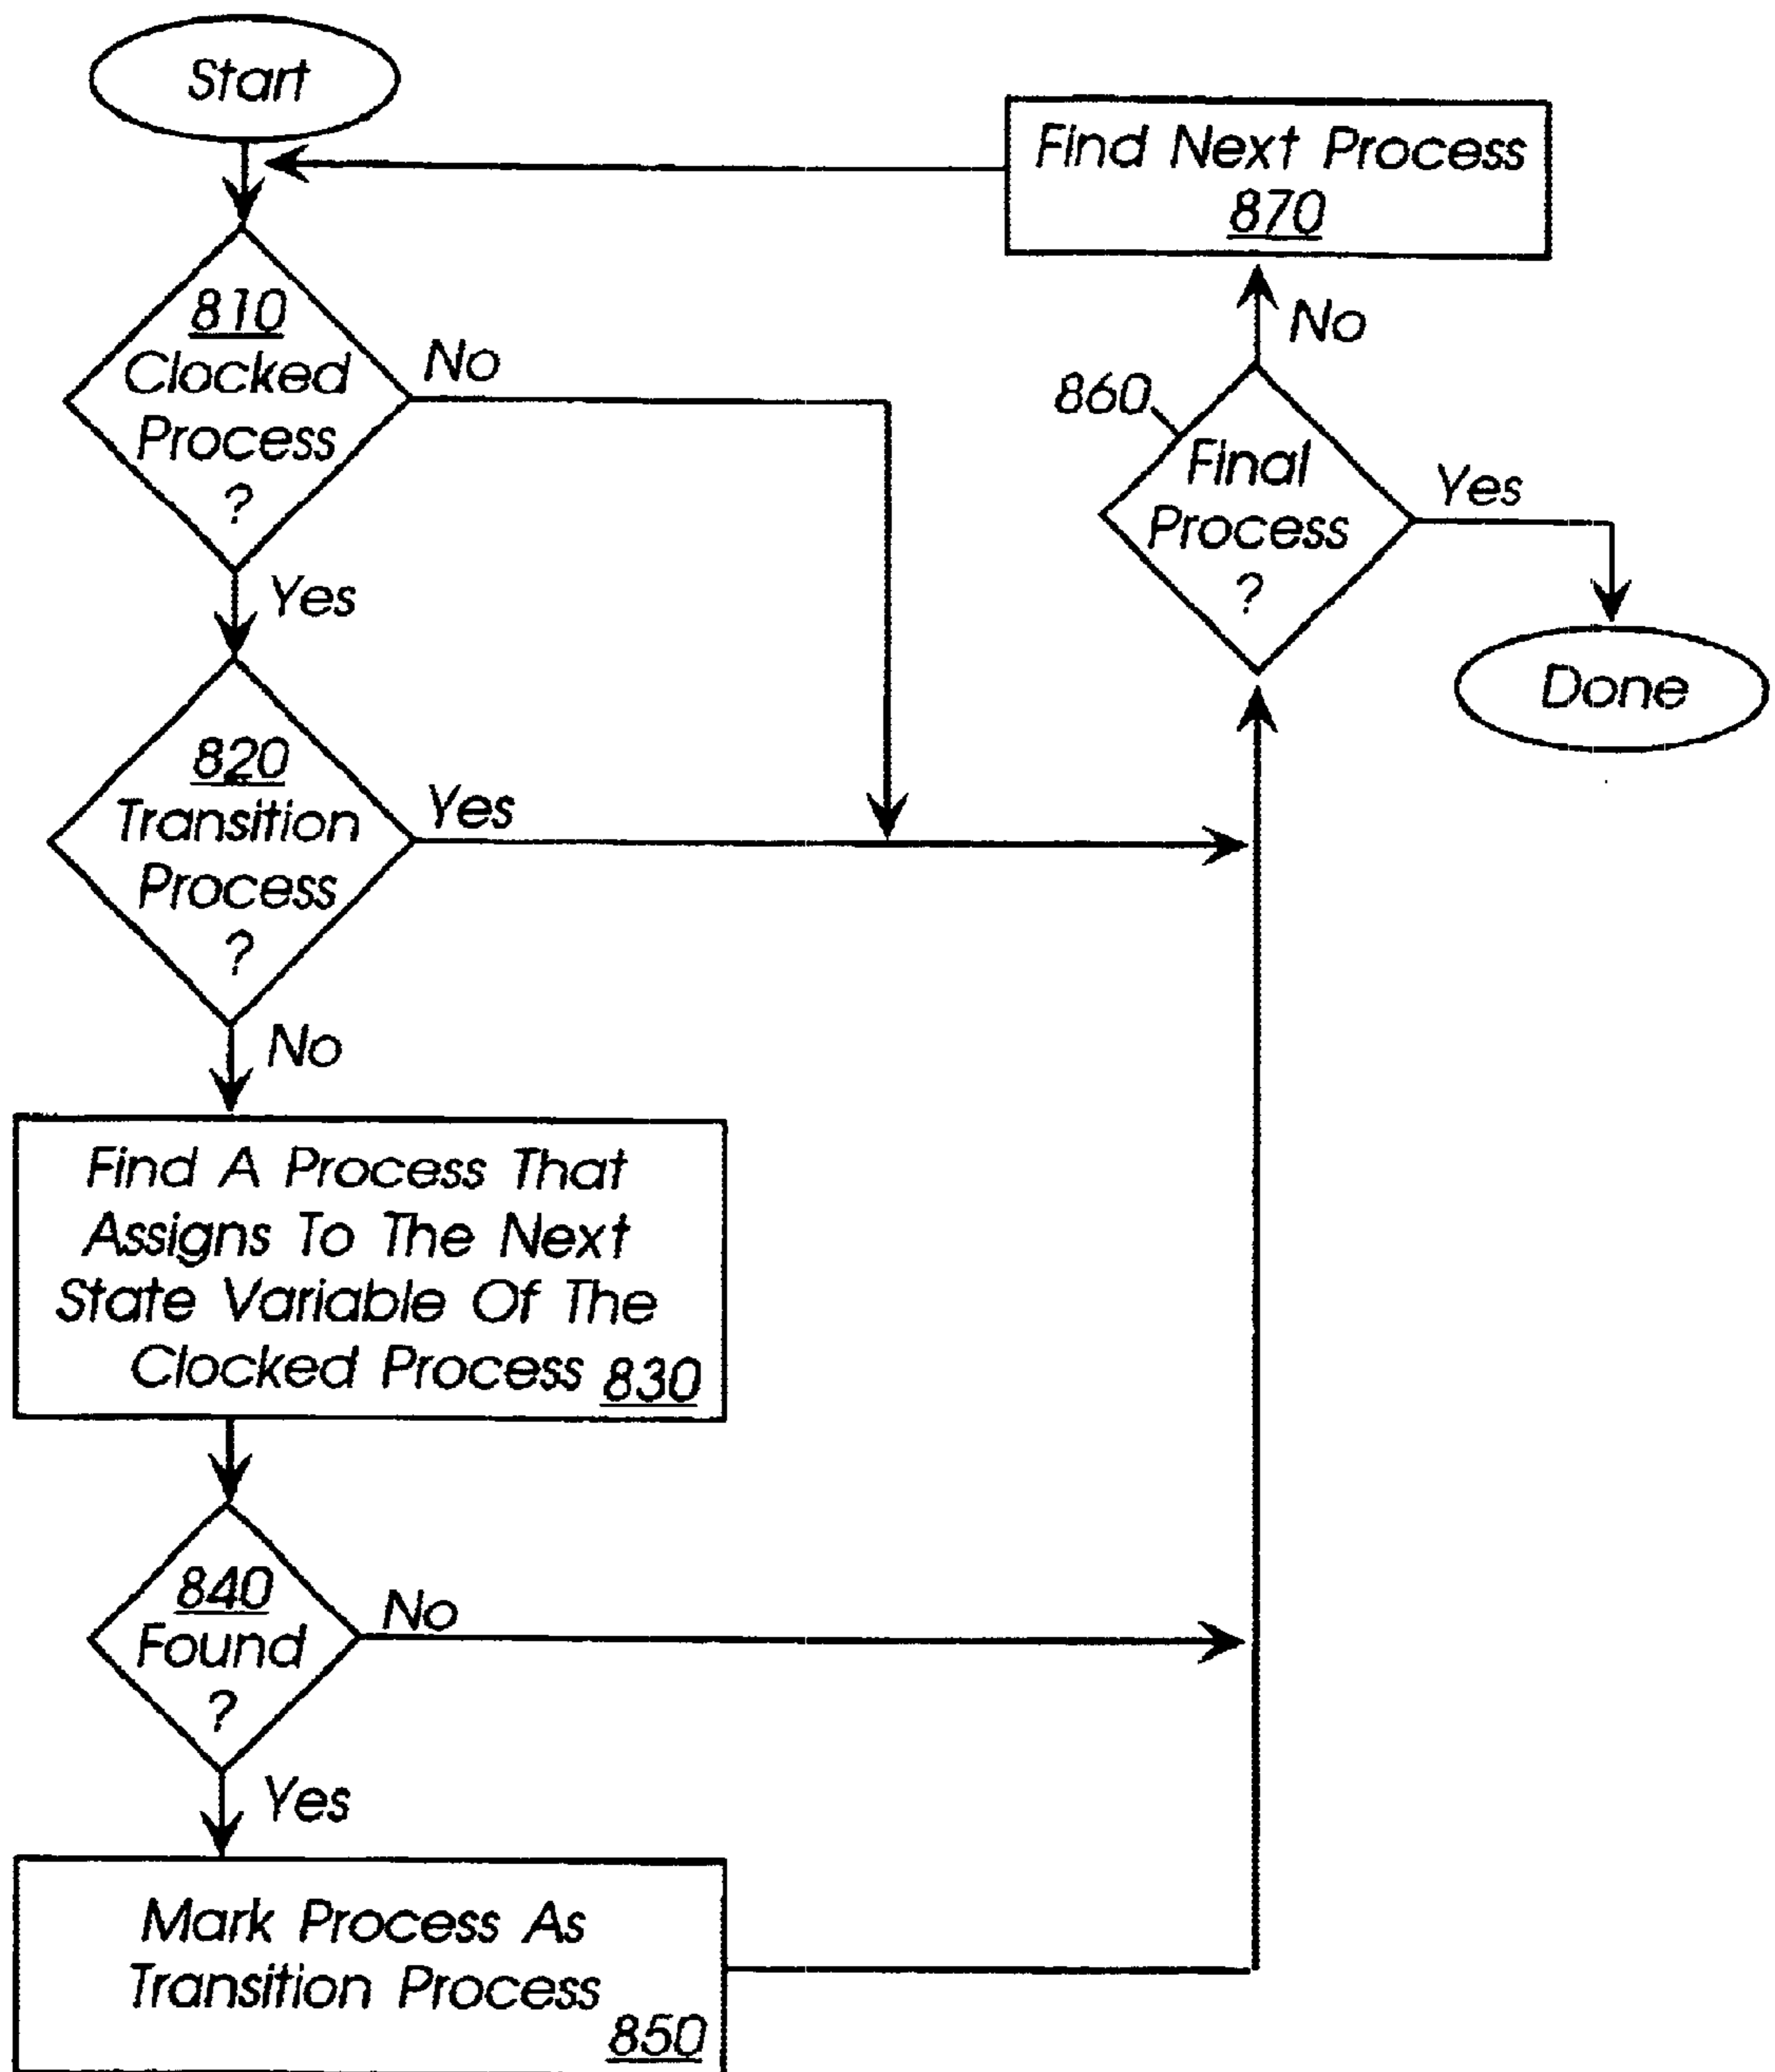 Start
Find Next Process
870
810
Clocked
Process
?
No
Yes
860
Final
Process
?
No
Yes
Done
820
Transition
Process
?
Yes
No
Find A Process That
Assigns To The Next
State Variable Of The
Clocked Process 830
840
Found
?
No
Yes
Mark Process As
Transition Process
850